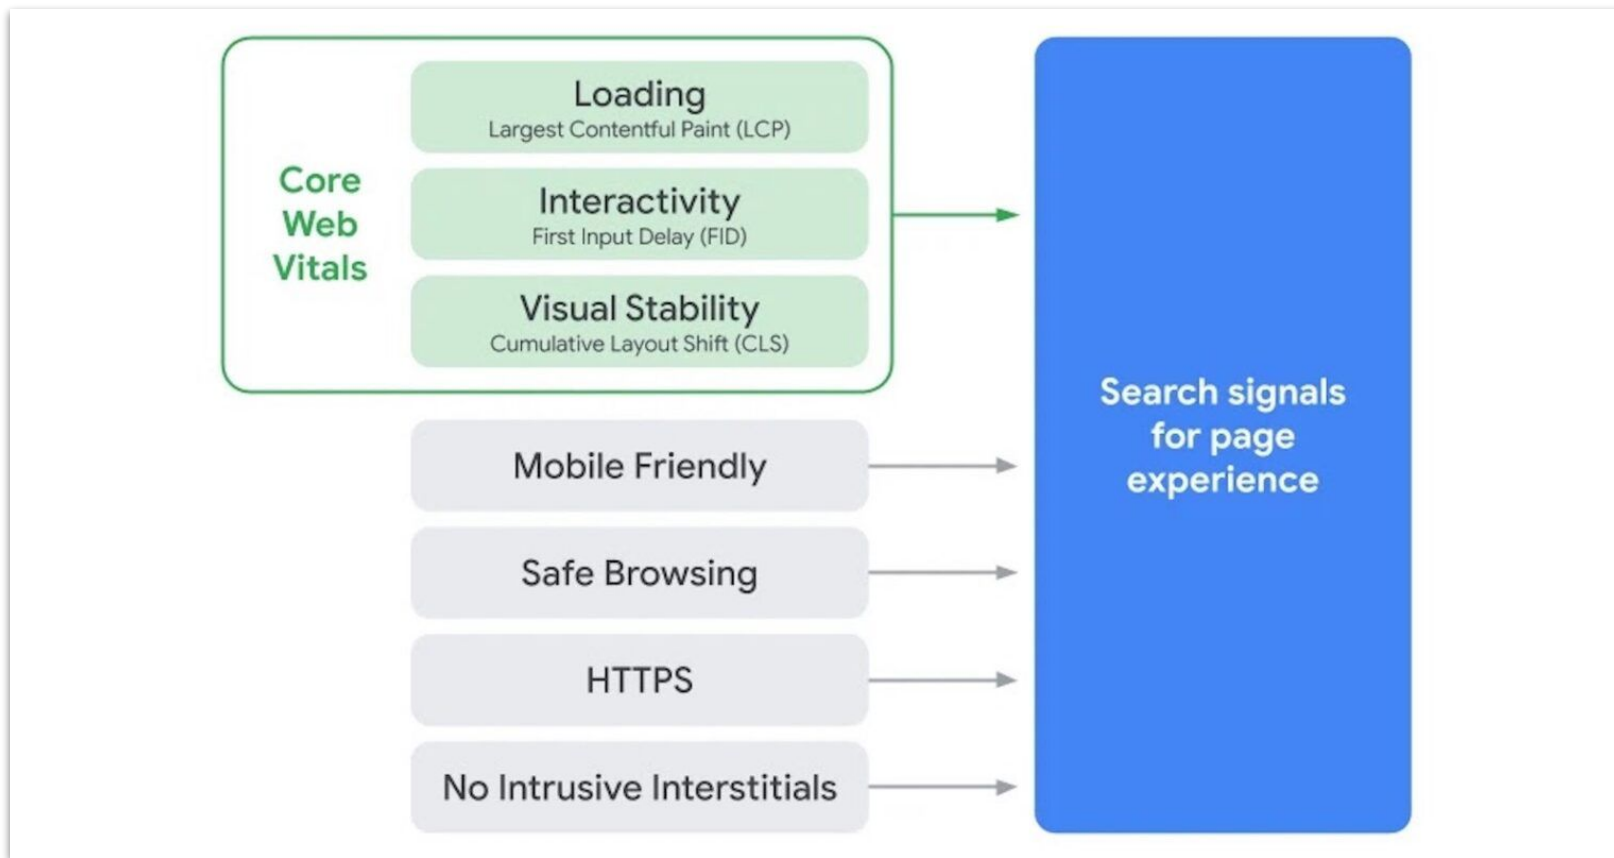 Core
Web
Vitals
Loading
Largest Contentful Paint (LCP)
Interactivity
First Input Delay (FID)
Visual Stability
Cumulative Layout Shift (CLS)
Mobile Friendly
Safe Browsing
HTTPS
No Intrusive Interstitials
Search signals
for page
experience